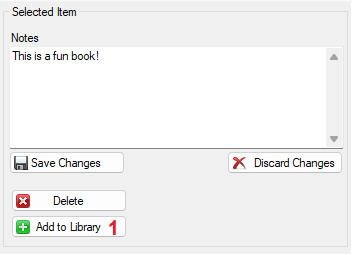 Selected Item
Notes
This is a fun book!
Save Changes
Discard Changes
Delete
Add to Library 1